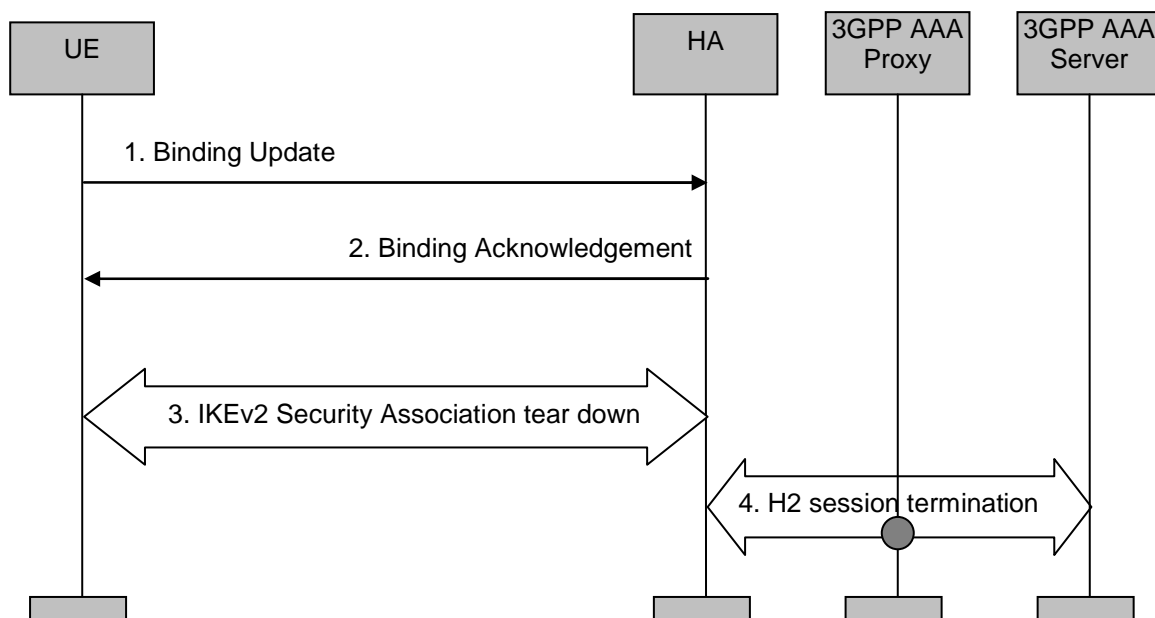 UE
HA
3GPP AAA
Proxy
3GPP AAA
Server
1. Binding Update
2. Binding Acknowledgement
3. IKEv2 Security Association tear down
4. H2 session termination